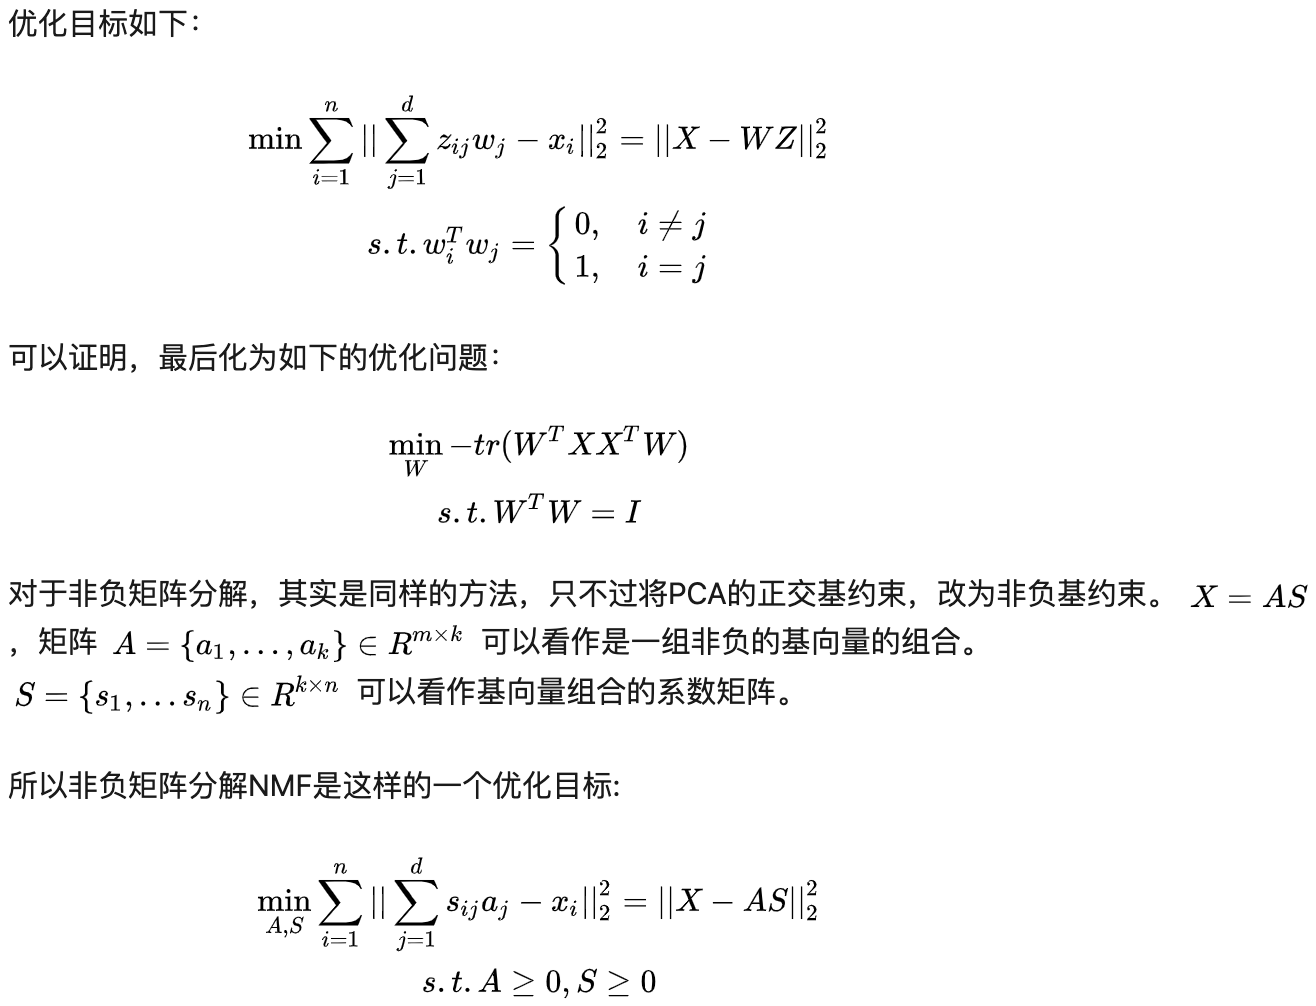 优化目标如下：
$$\min \sum_{i=1}^{n} ||\sum_{j=1}^{d} z_{ij} w_j - x_i||_2^2 = ||X - WZ||_2^2$$
$$s.t. w_i^T w_j = \begin{cases} 0, & i \neq j \\ 1, & i = j \end{cases}$$
可以证明，最后化为如下的优化问题：
$$\min_{W} -tr(W^T X X^T W)$$
$$s.t. W^T W = I$$
对于非负矩阵分解，其实是同样的方法，只不过将PCA的正交基约束，改为非负基约束。 $X = AS$
，矩阵 $A = \{a_1, \ldots, a_k\} \in R^{m \times k}$ 可以看作是一组非负的基向量的组合。
$S = \{s_1, \ldots s_n\} \in R^{k \times n}$ 可以看作基向量组合的系数矩阵。
所以非负矩阵分解NMF是这样的一个优化目标:
$$\min_{A,S} \sum_{i=1}^{n} ||\sum_{j=1}^{d} s_{ij} a_j - x_i||_2^2 = ||X - AS||_2^2$$
$$s.t. A \geq 0, S \geq 0$$